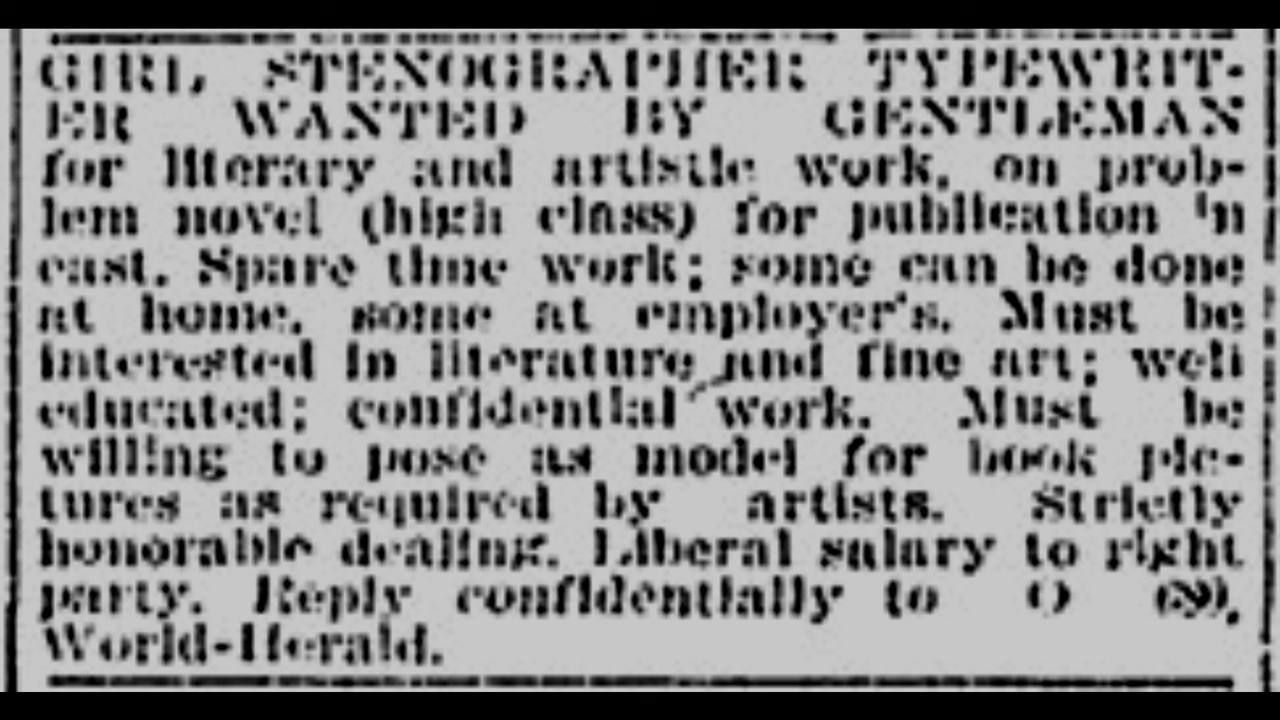 GIRL, STENOGRAPHER TYPEWRIT-
ER WANTED BY GENTLEMAN
for literary and artistic work, on prob-
lem novel (high class) for publication in
east. Spare time work; some can be done
at home, some at employer's. Must be
interested in literature and fine art; well
educated; confidential work. Must be
willing to pose as model for book pic-
tures as required by artists. Strictly
honorable dealing. Liberal salary to right
party. Reply confidentially to O
World-Herald.